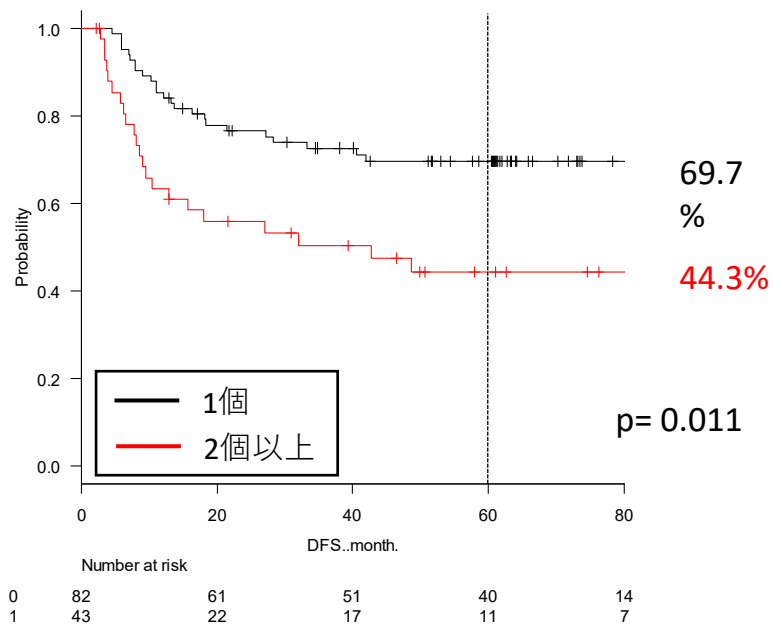 1.0
0.8
0.6
0.4
0.2
0.0
Probability
0 20 40 60 80
DFS..month.
69.7
%
44.3%
p= 0.011
1個
2個以上
Number at risk
0 82 61 51 40 14
1 43 22 17 11 7